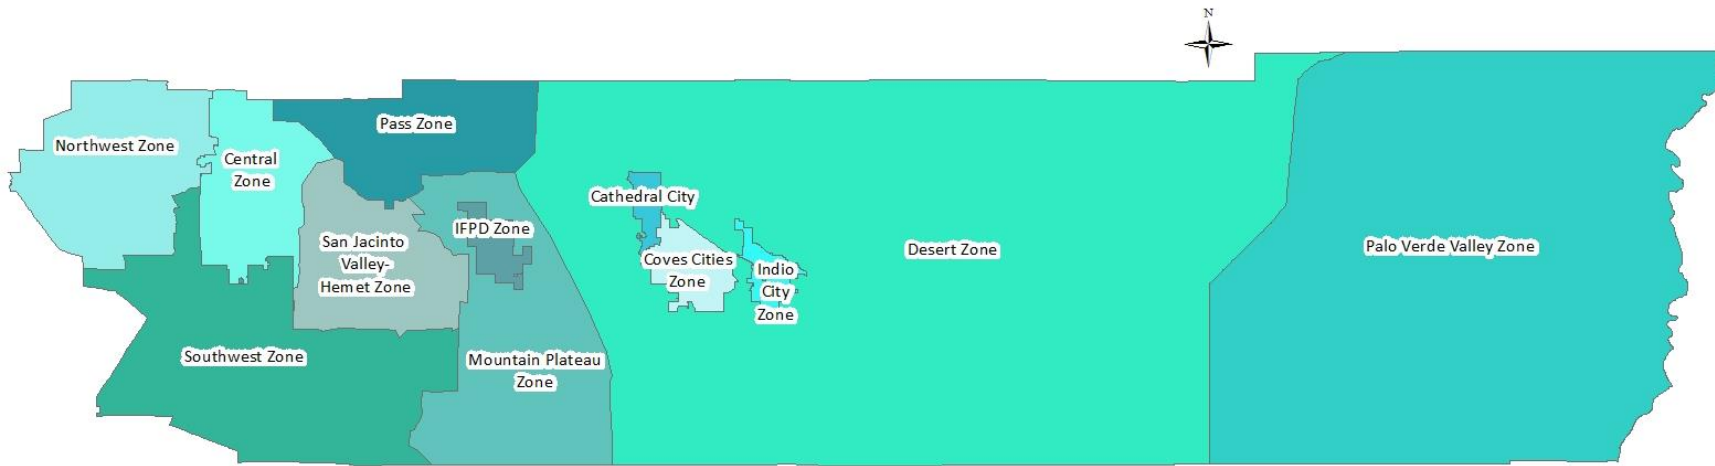 N
Pass Zone
Northwest Zone
Central
Zone
Cathedral City
IFPD Zone
San Jacinto
Valley-
Hemet Zone
Coves Cities
Zone
Indio
City
Zone
Desert Zone
Palo Verde Valley Zone
Southwest Zone
Mountain Plateau
Zone